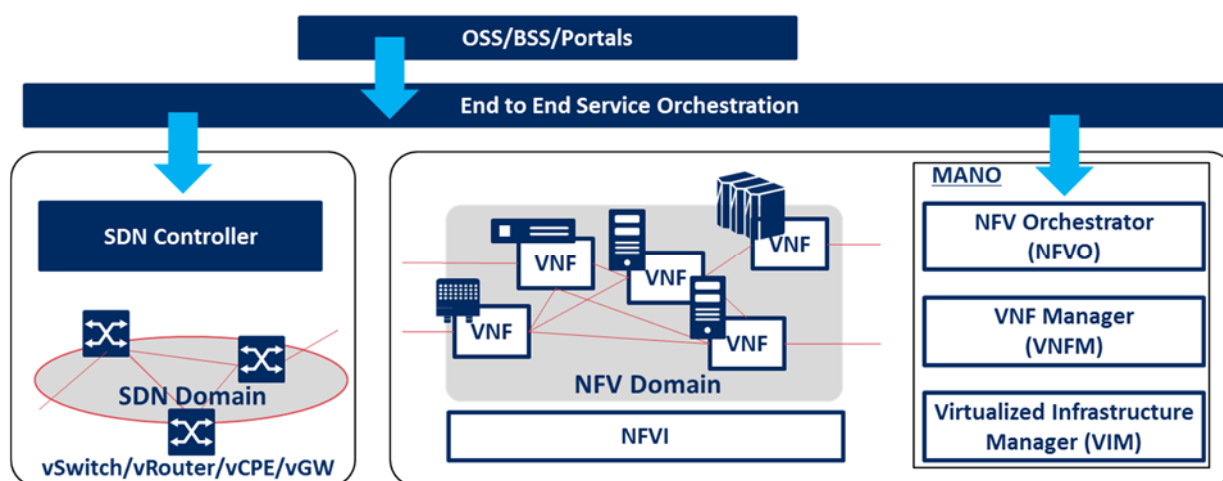 OSS/BSS/Portals
End to End Service Orchestration
SDN Controller
SDN Domain
vSwitch/vRouter/vCPE/vGW
VNF
VNF
VNF
VNF
VNF
NFV Domain
NFVI
MANO
NFV Orchestrator
(NFVO)
VNF Manager
(VNFM)
Virtualized Infrastructure
Manager (VIM)